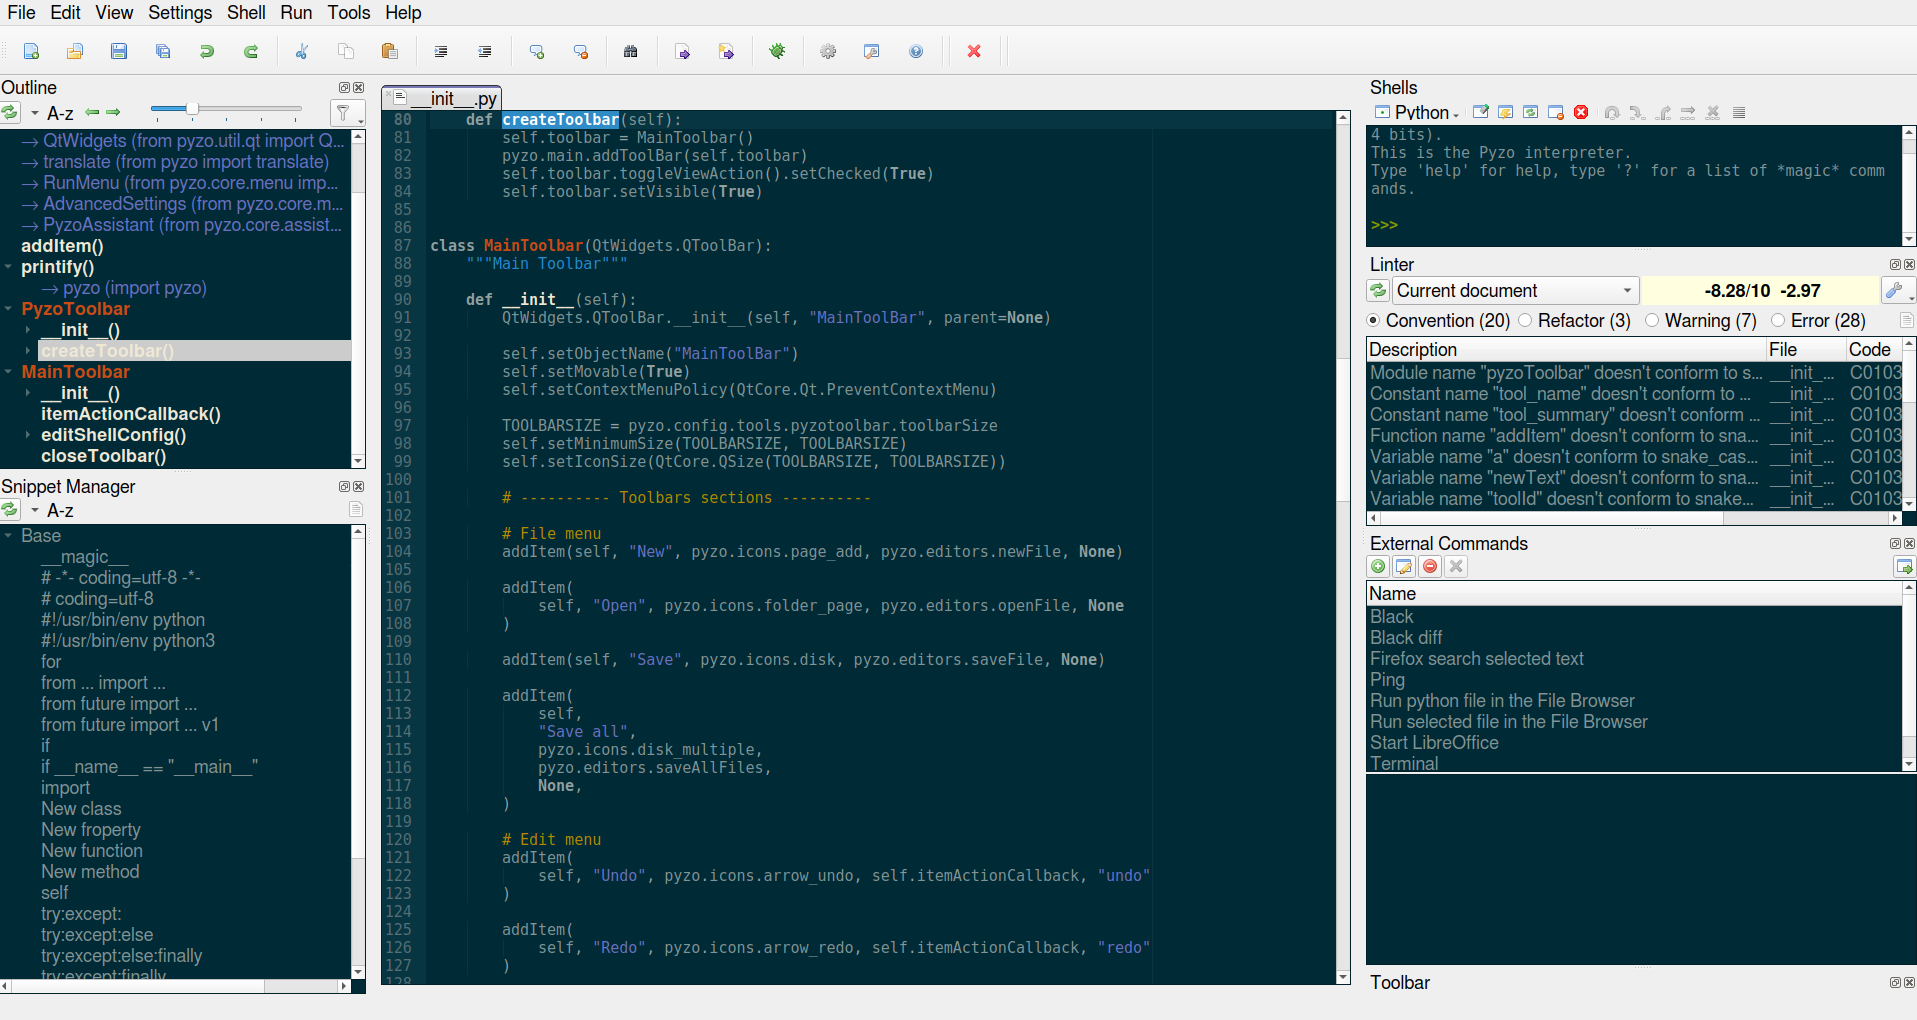 File Edit View Settings Shell Run Tools Help
Outline
A-z
→ QtWidgets (from pyzo.util.qt import Q...
→ translate (from pyzo import translate)
→ RunMenu (from pyzo.core.menu imp...
→ AdvancedSettings (from pyzo.core.m...
→ PyzoAssistant (from pyzo.core.assist...
addItem()
printify()
→ pyzo (import pyzo)
PyzoToolbar
__init__()
createToolbar()
MainToolbar
__init__()
itemActionCallback()
editShellConfig()
closeToolbar()
Snippet Manager
A-z
Base
__magic__
# -*- coding=utf-8 -*-
# coding=utf-8
#!/usr/bin/env python
#!/usr/bin/env python3
for
from ... import ...
from future import ...
from future import ... v1
if
if __name__ == "__main__"
import
New class
New froperty
New function
New method
self
try:except:
try:except:else
try:except:else:finally
try:except:finally
__init__.py
80 def createToolbar(self):
81 self.toolbar = MainToolbar()
82 pyzo.main.addToolBar(self.toolbar)
83 self.toolbar.toggleViewAction().setChecked(True)
84 self.toolbar.setVisible(True)
85
86
87 class MainToolbar(QtWidgets.QToolBar):
88 """Main Toolbar"""
89
90 def __init__(self):
91 QtWidgets.QToolBar.__init__(self, "MainToolBar", parent=None)
92
93 self.setObjectName("MainToolBar")
94 self.setMovable(True)
95 self.setContextMenuPolicy(QtCore.Qt.PreventContextMenu)
96
97 TOOLBARSIZE = pyzo.config.tools.pyzotoolbar.toolbarSize
98 self.setMinimumSize(TOOLBARSIZE, TOOLBARSIZE)
99 self.setIconSize(QtCore.QSize(TOOLBARSIZE, TOOLBARSIZE))
100
101 # ---------- Toolbars sections ----------
102
103 # File menu
104 addItem(self, "New", pyzo.icons.page_add, pyzo.editors.newFile, None)
105
106 addItem(
107 self, "Open", pyzo.icons.folder_page, pyzo.editors.openFile, None
108 )
109
110 addItem(self, "Save", pyzo.icons.disk, pyzo.editors.saveFile, None)
111
112 addItem(
113 self,
114 "Save all",
115 pyzo.icons.disk_multiple,
116 pyzo.editors.saveAllFiles,
117 None,
118 )
119
120 # Edit menu
121 addItem(
122 self, "Undo", pyzo.icons.arrow_undo, self.itemActionCallback, "undo"
123 )
124
125 addItem(
126 self, "Redo", pyzo.icons.arrow_redo, self.itemActionCallback, "redo"
127 )
128
Shells
Python
4 bits).
This is the Pyzo interpreter.
Type 'help' for help, type '?' for a list of *magic* comm
ands.
>>>
Linter
Current document -8.28/10 -2.97
Convention (20) Refactor (3) Warning (7) Error (28)
Description File Code
Module name "pyzoToolbar" doesn't conform to s... __init_... C0103
Constant name "tool_name" doesn't conform to ... __init_... C0103
Constant name "tool_summary" doesn't conform ... __init_... C0103
Function name "addItem" doesn't conform to sna... __init_... C0103
Variable name "a" doesn't conform to snake_cas... __init_... C0103
Variable name "newText" doesn't conform to sna... __init_... C0103
Variable name "toolId" doesn't conform to snake... __init_... C0103
External Commands
Name
Black
Black diff
Firefox search selected text
Ping
Run python file in the File Browser
Run selected file in the File Browser
Start LibreOffice
Terminal
Toolbar